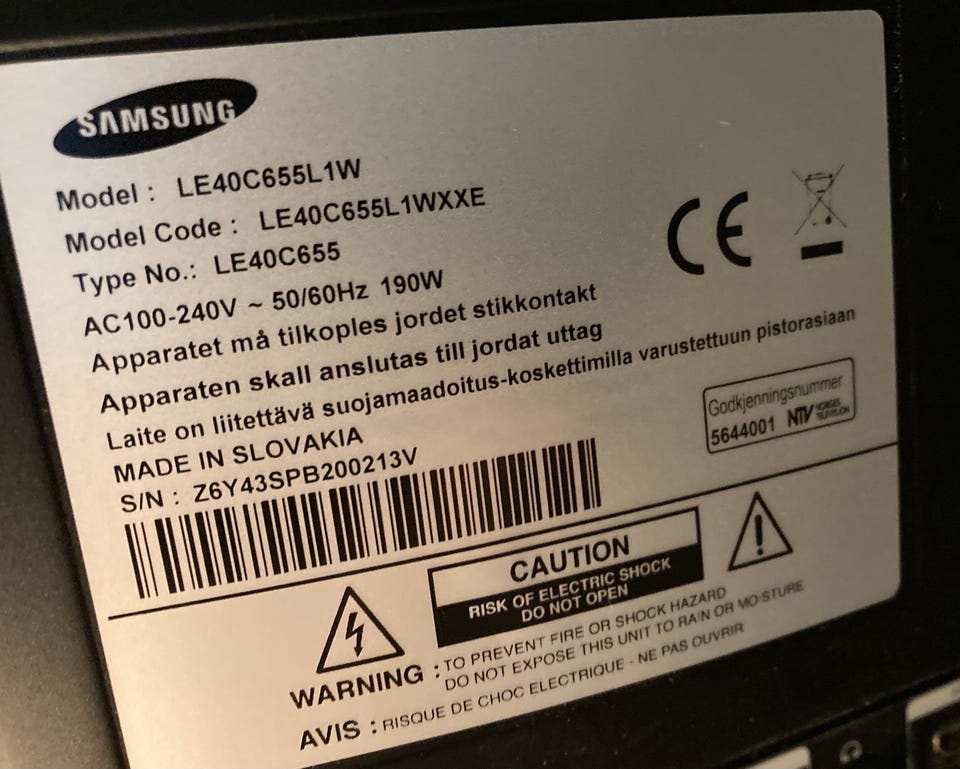 SAMSUNG
Model : LE40C655L1W
Model Code : LE40C655L1WXXE
Type No.: LE40C655
AC100-240V ~ 50/60Hz 190W
Apparatet må tilkoples jordet stikkontakt
Apparaten skall anslutas till jordat uttag
Laite on liitettävä suojamaadoitus-koskettimilla varustettuun pistorasiaan
MADE IN SLOVAKIA
S/N : Z6Y43SPB200213V
CE
Godkjenningsnummer
5644001 NTV NORGES
TELEVISJON
CAUTION
RISK OF ELECTRIC SHOCK
DO NOT OPEN
WARNING : TO PREVENT FIRE OR SHOCK HAZARD
DO NOT EXPOSE THIS UNIT TO RAIN OR MOISTURE
AVIS : RISQUE DE CHOC ELECTRIQUE - NE PAS OUVRIR